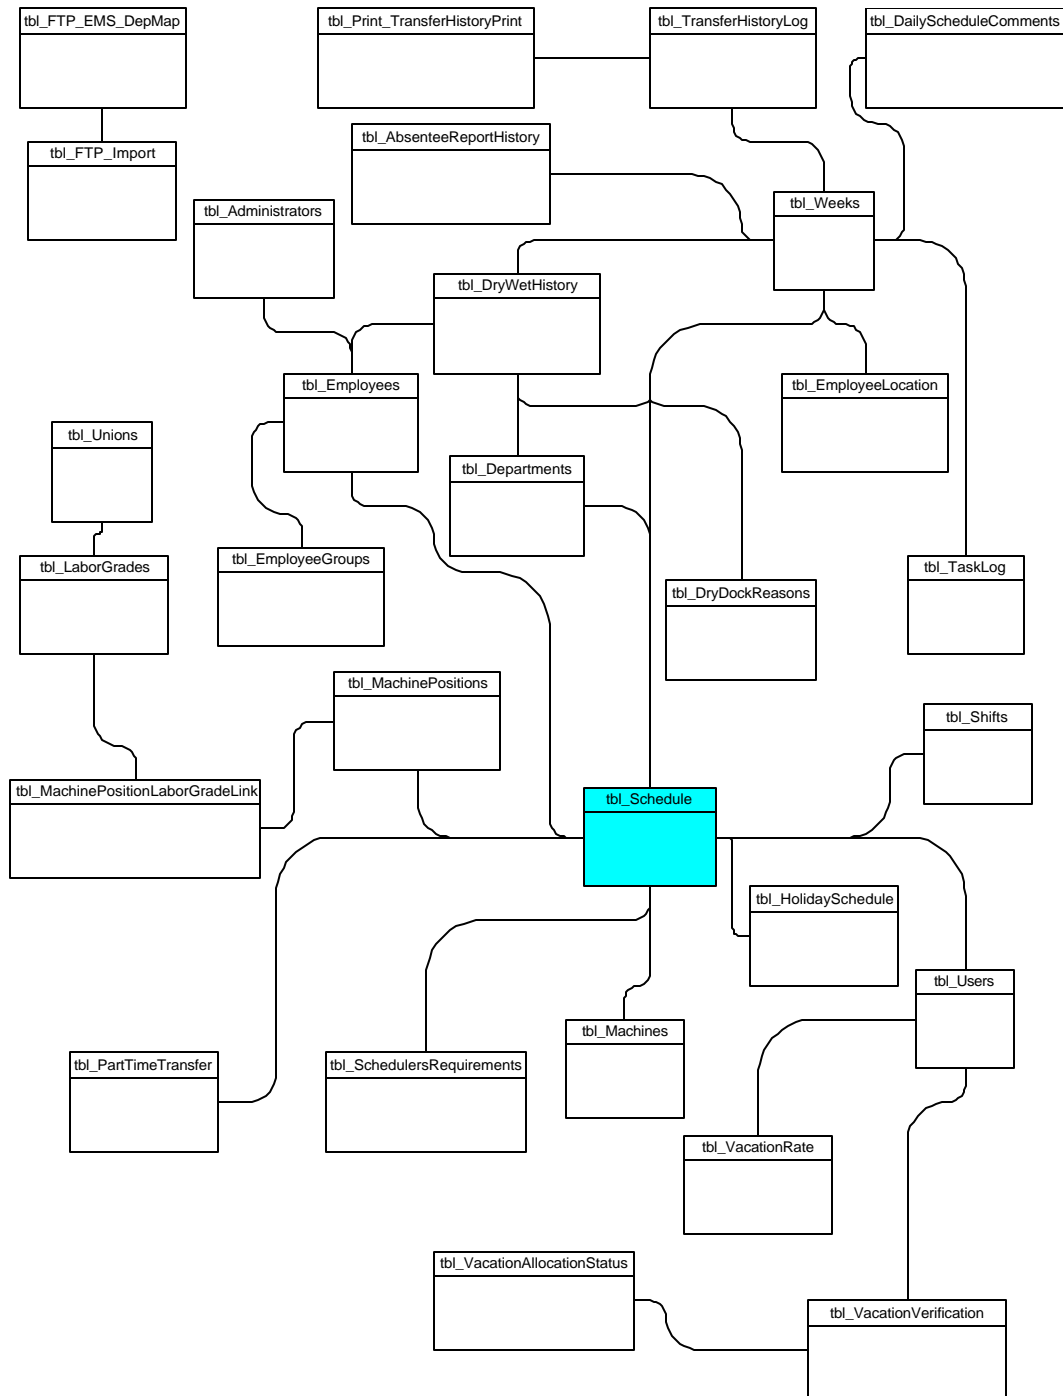 tbl_FTP_EMS_DepMap
tbl_Print_TransferHistoryPrint
tbl_TransferHistoryLog
tbl_DailyScheduleComments
tbl_AbsenteeReportHistory
tbl_FTP_Import
tbl_Weeks
tbl_Administrators
tbl_DryWetHistory
tbl_Employees
tbl_EmployeeLocation
tbl_Unions
tbl_Departments
tbl_EmployeeGroups
tbl_LaborGrades
tbl_TaskLog
tbl_DryDockReasons
tbl_MachinePositions
tbl_Shifts
tbl_MachinePositionLaborGradeLink
tbl_Schedule
tbl_HolidaySchedule
tbl_Users
tbl_Machines
tbl_PartTimeTransfer
tbl_SchedulersRequirements
tbl_VacationRate
tbl_VacationAllocationStatus
tbl_VacationVerification